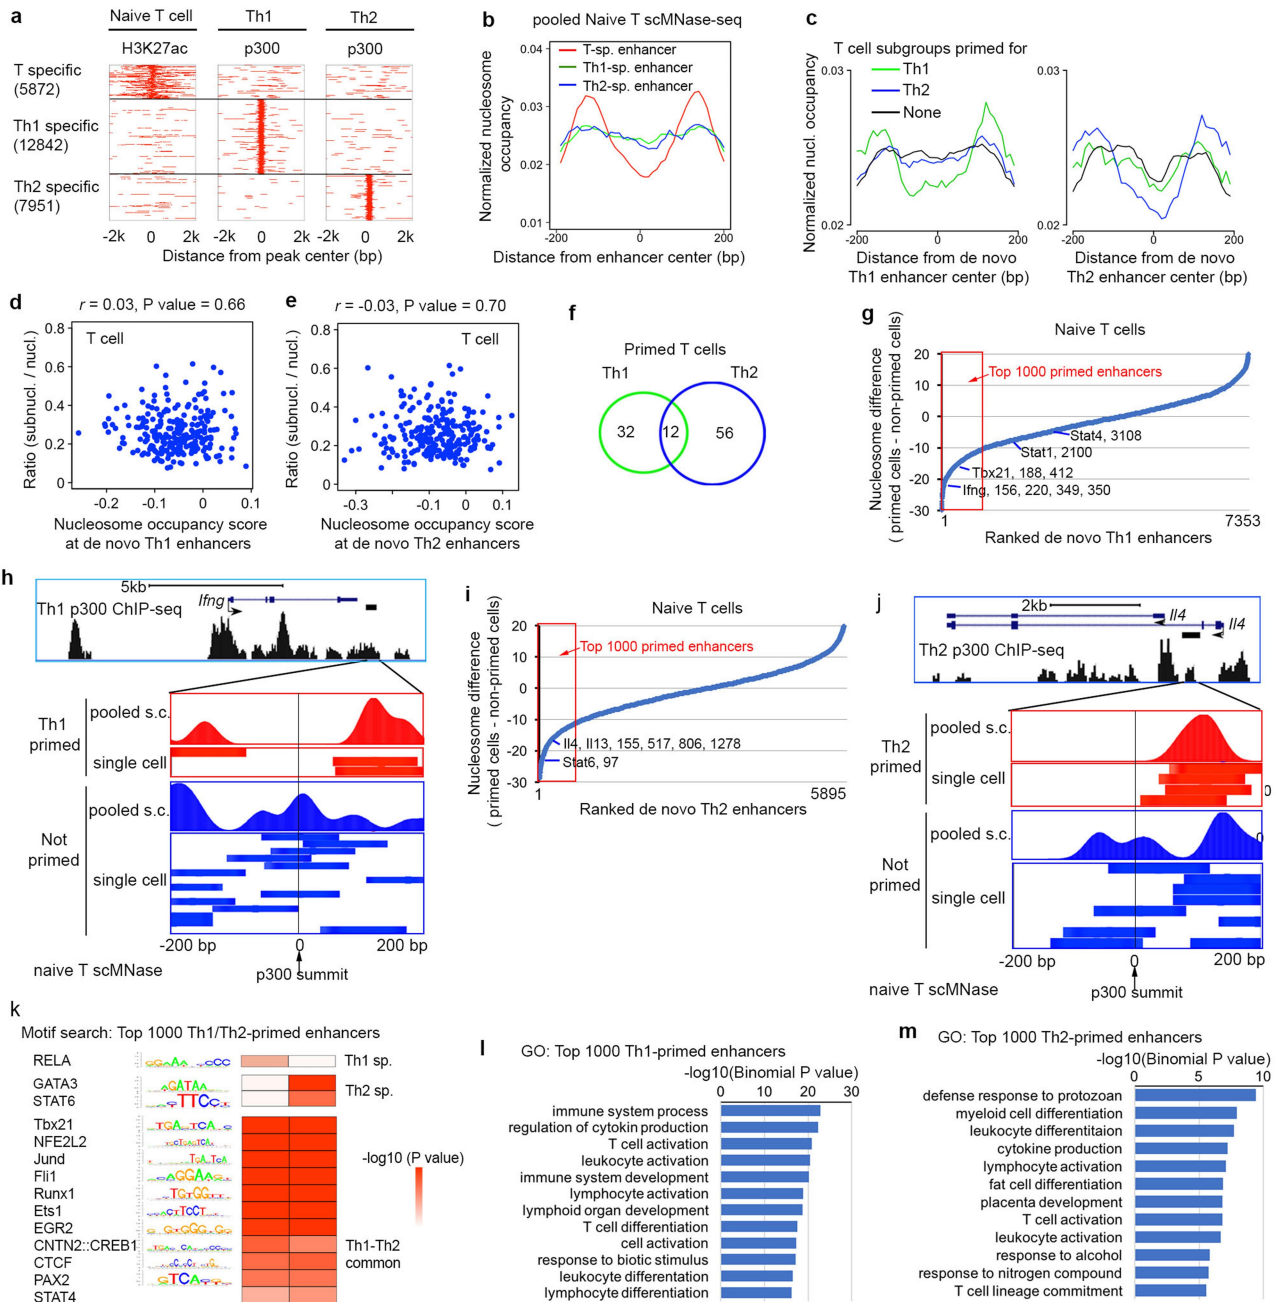 a
Naive T cell
Th1
Th2
H3K27ac
p300
p300
T specific
(5872)
Th1 specific
(12842)
Th2 specific
(7951)
-2k 0 2k
-2k 0 2k
-2k 0 2k
Distance from peak center (bp)
b
pooled Naive T scMNase-seq
T-sp. enhancer
Th1-sp. enhancer
Th2-sp. enhancer
Normalized nucleosome
occupancy
0.04
0.03
0.02
0.01
-200 0 200
Distance from enhancer center (bp)
c
T cell subgroups primed for
Th1
Th2
None
Normalized nucl. occupancy
0.03
0.02
0.03
0.02
-200 0 200
-200 0 200
Distance from de novo
Th1 enhancer center (bp)
Distance from de novo
Th2 enhancer center (bp)
d
r = 0.03, P value = 0.66
T cell
Ratio (subnucl. / nucl.)
0.8
0.6
0.4
0.2
0
-0.2 -0.1 0 0.1
Nucleosome occupancy score
at de novo Th1 enhancers
e
r = -0.03, P value = 0.70
T cell
Ratio (subnucl. / nucl.)
0.8
0.6
0.4
0.2
0
-0.3 -0.1 0 0.1
Nucleosome occupancy score
at de novo Th2 enhancers
f
Primed T cells
Th1
Th2
32
12
56
g
Naive T cells
Top 1000 primed enhancers
Nucleosome difference
( primed cells - non-primed cells)
20
10
0
-10
-20
-30
Stat4, 3108
Stat1, 2100
Tbx21, 188, 412
Ifng, 156, 220, 349, 350
1
7353
Ranked de novo Th1 enhancers
h
5kb
Ifng
Th1 p300 ChIP-seq
Th1
primed
pooled s.c.
single cell
Not
primed
pooled s.c.
single cell
-200 bp 0 200 bp
naive T scMNase
p300 summit
i
Naive T cells
Top 1000 primed enhancers
Nucleosome difference
( primed cells - non-primed cells)
20
10
0
-10
-20
-30
Il4, Il13, 155, 517, 806, 1278
Stat6, 97
1
5895
Ranked de novo Th2 enhancers
j
2kb
Il4
Il4
Th2 p300 ChIP-seq
Th2
primed
pooled s.c.
single cell
0
Not
primed
pooled s.c.
0
single cell
-200 bp 0 200 bp
naive T scMNase
p300 summit
k
Motif search: Top 1000 Th1/Th2-primed enhancers
RELA
Th1 sp.
GATA3
STAT6
Th2 sp.
Tbx21
NFE2L2
Jund
Fli1
Runx1
Ets1
EGR2
CNTN2::CREB1
CTCF
PAX2
STAT4
Th1-Th2
common
-log10 (P value)
l
GO: Top 1000 Th1-primed enhancers
-log10(Binomial P value)
0 10 20 30
immune system process
regulation of cytokin production
T cell activation
leukocyte activation
immune system development
lymphocyte activation
lymphoid organ development
T cell differentiation
cell activation
response to biotic stimulus
leukocyte differentation
lymphocyte differentiation
m
GO: Top 1000 Th2-primed enhancers
-log10(Binomial P value)
0 5 10
defense response to protozoan
myeloid cell differentiation
leukocyte differentitaion
cytokine production
lymphocyte activation
fat cell differentiation
placenta development
T cell activation
leukocyte activation
response to alcohol
response to nitrogen compound
T cell lineage commitment